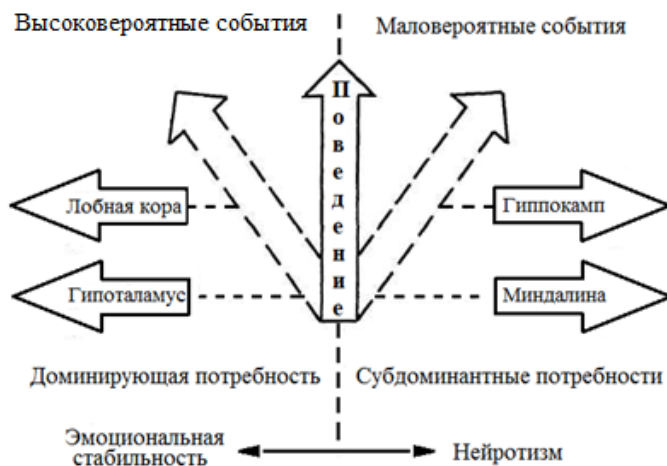 Высоковероятные события
Маловероятные события
Поведение
Лобная кора
Гиппокамп
Гипоталамус
Миндалина
Доминирующая потребность
Субдоминантные потребности
Эмоциональная
стабильность
Нейротизм